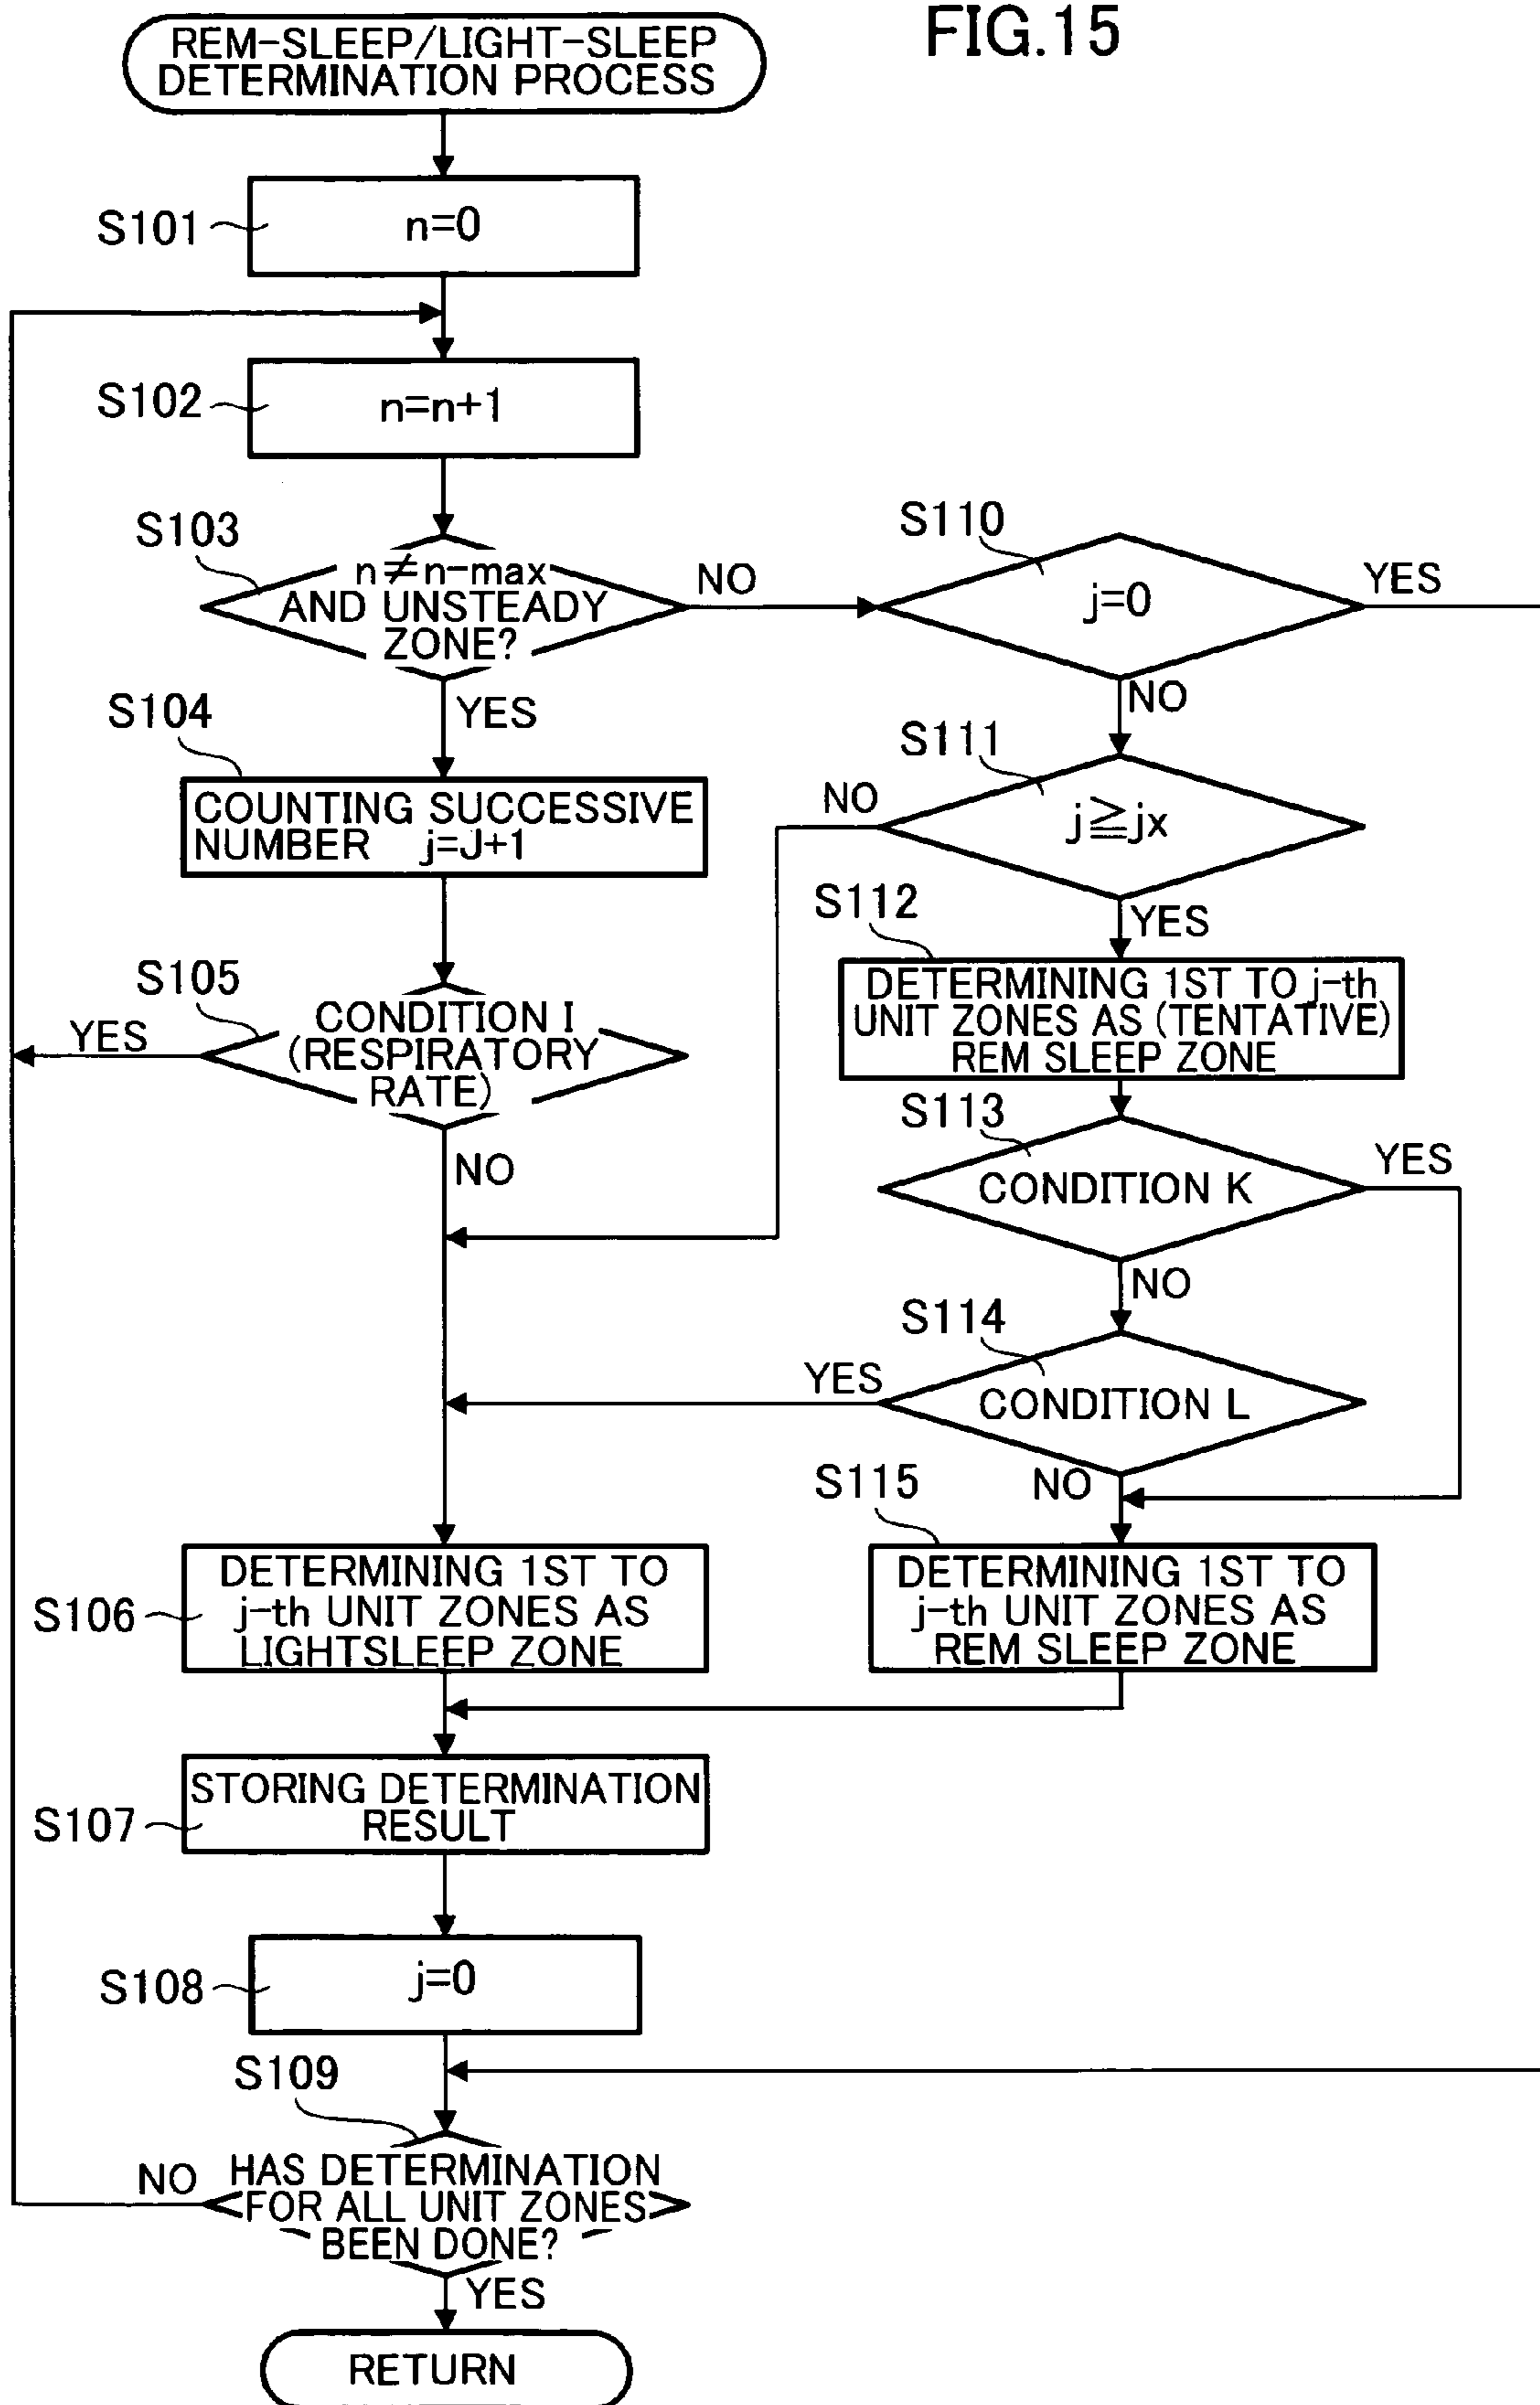 FIG.15
REM-SLEEP/LIGHT-SLEEP
DETERMINATION PROCESS
S101
n=0
S102
n=n+1
S103
n≠n-max
AND UNSTEADY
ZONE?
NO
YES
S110
j=0
YES
NO
S104
COUNTING SUCCESSIVE
NUMBER j=J+1
S111
j≧jx
NO
YES
S105
CONDITION I
(RESPIRATORY
RATE)
YES
NO
S112
DETERMINING 1ST TO j-th
UNIT ZONES AS (TENTATIVE)
REM SLEEP ZONE
S113
CONDITION K
YES
NO
S114
CONDITION L
YES
NO
S106
DETERMINING 1ST TO
j-th UNIT ZONES AS
LIGHTSLEEP ZONE
S115
DETERMINING 1ST TO
j-th UNIT ZONES AS
REM SLEEP ZONE
S107
STORING DETERMINATION
RESULT
S108
j=0
S109
HAS DETERMINATION
FOR ALL UNIT ZONES
BEEN DONE?
NO
YES
RETURN